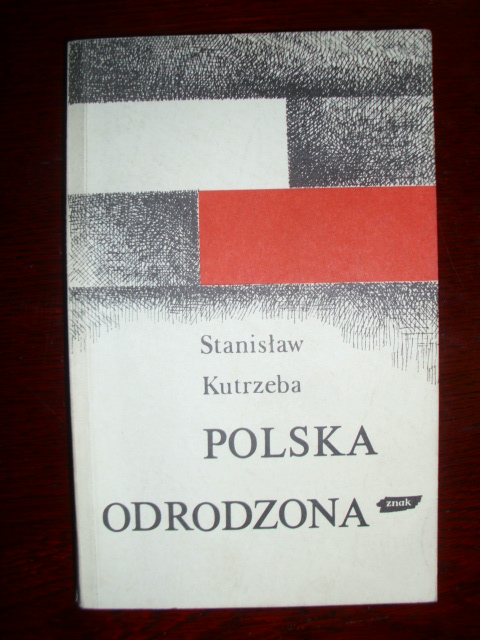 Stanisław
Kutrzeba
POLSKA
ODRODZONA
znak